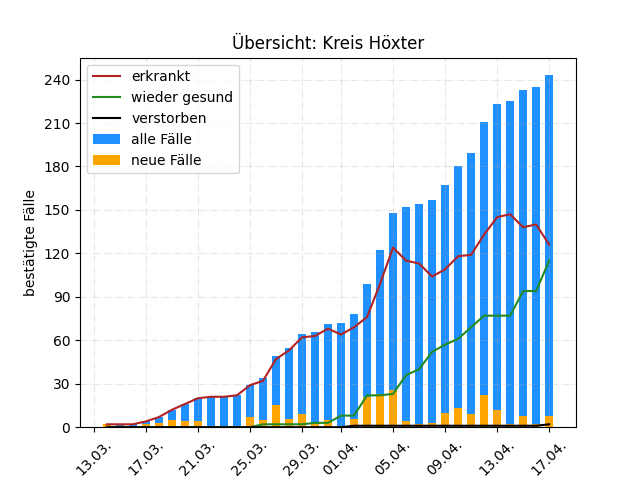 Übersicht: Kreis Höxter
erkrankt
wieder gesund
verstorben
alle Fälle
neue Fälle
bestätigte Fälle
240
210
180
150
120
90
60
30
0
13.03.
17.03.
21.03.
25.03.
29.03.
01.04.
05.04.
09.04.
13.04.
17.04.